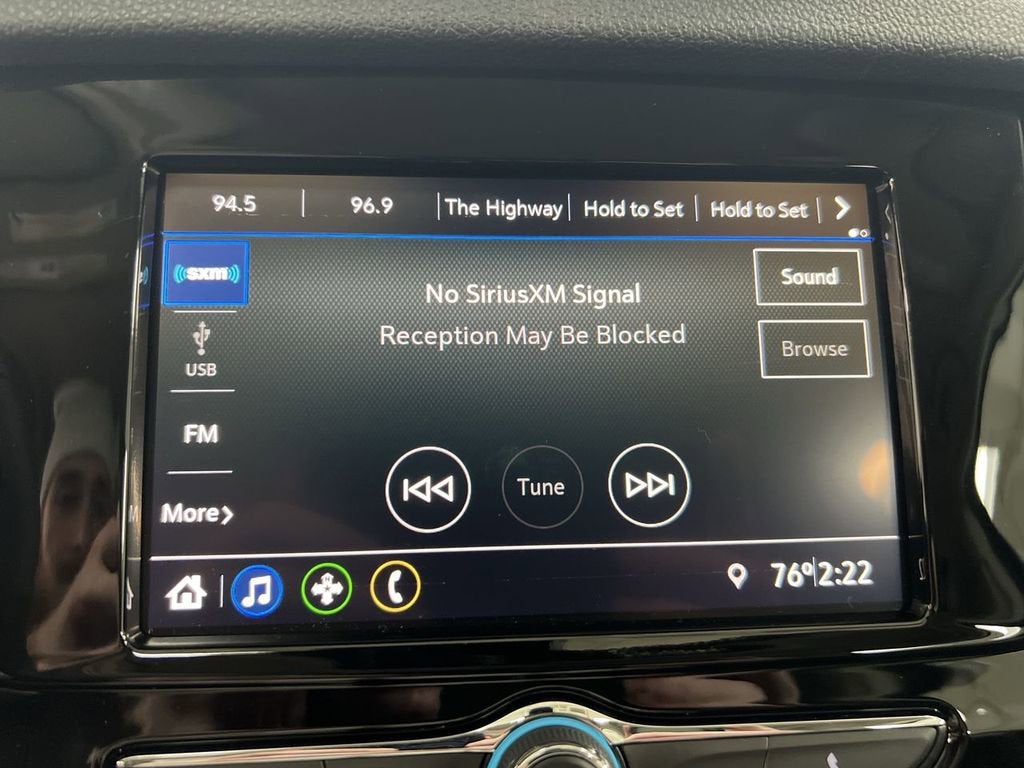 94.5 96.9 The Highway Hold to Set Hold to Set
sxm
No SiriusXM Signal
Sound
Reception May Be Blocked
Browse
USB
FM
Tune
More
76° 2:22